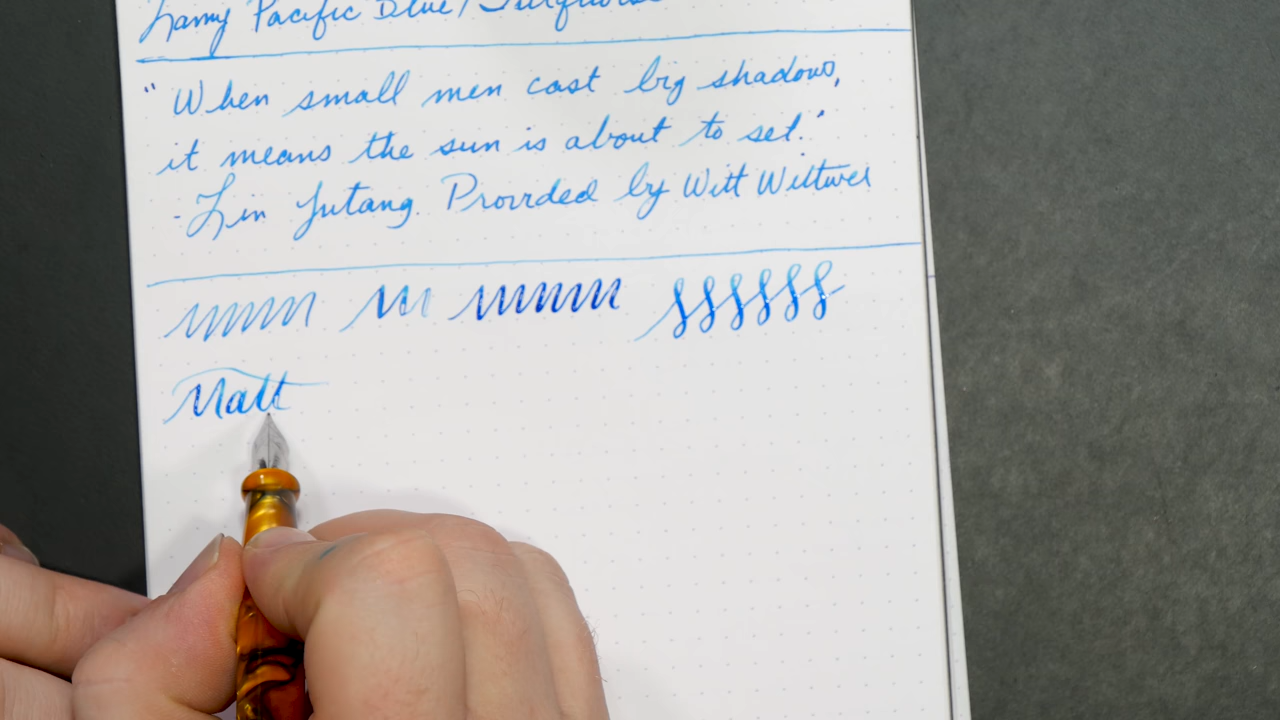 Lamy Pacific Blue/Turquoise
"When small men cast big shadows,
it means the sun is about to set."
- Lin Yutang. Provided by Witt Wittwer
Matt